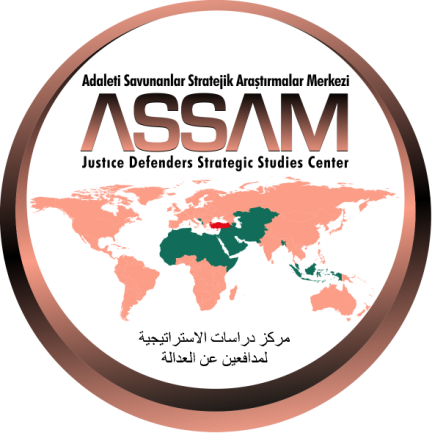 Adaleti Savunanlar Stratejik Araştırmalar Merkezi
ASSAM
Justıce Defenders Strategic Studies Center
مركز دراسات الاستراتيجية
لمدافعين عن العدالة